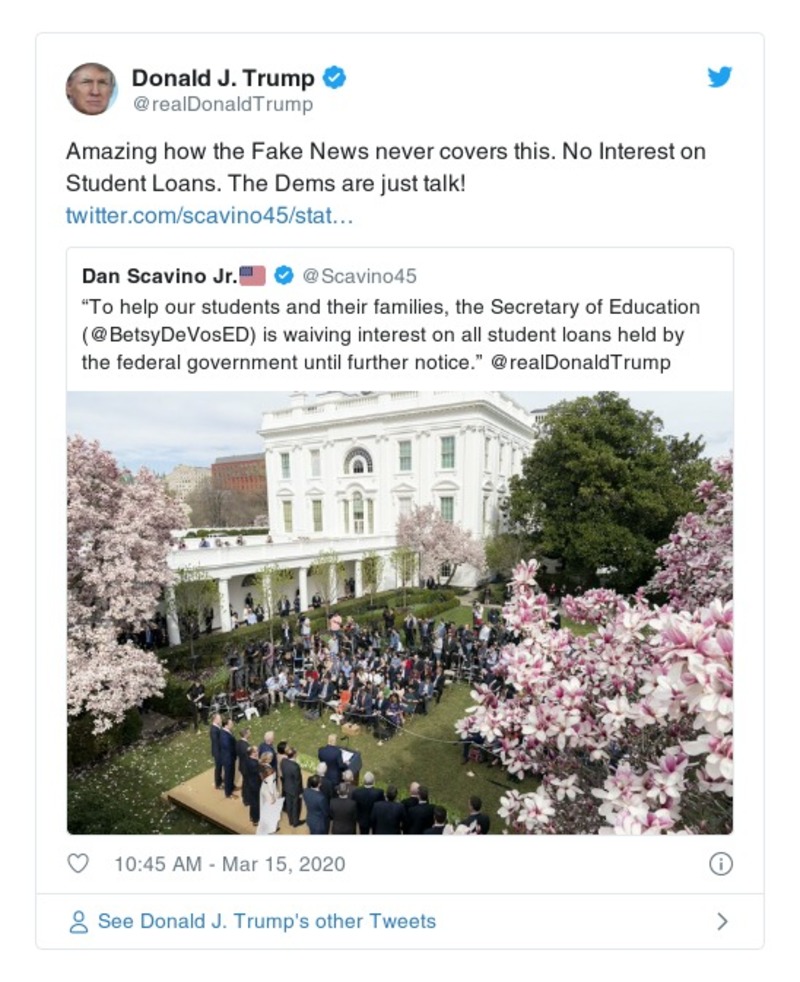 Donald J. Trump
@realDonaldTrump
Amazing how the Fake News never covers this. No Interest on
Student Loans. The Dems are just talk!
twitter.com/scavino45/stat…
Dan Scavino Jr.🇺🇸 @Scavino45
“To help our students and their families, the Secretary of Education
(@BetsyDeVosED) is waiving interest on all student loans held by
the federal government until further notice.” @realDonaldTrump
10:45 AM - Mar 15, 2020
See Donald J. Trump's other Tweets